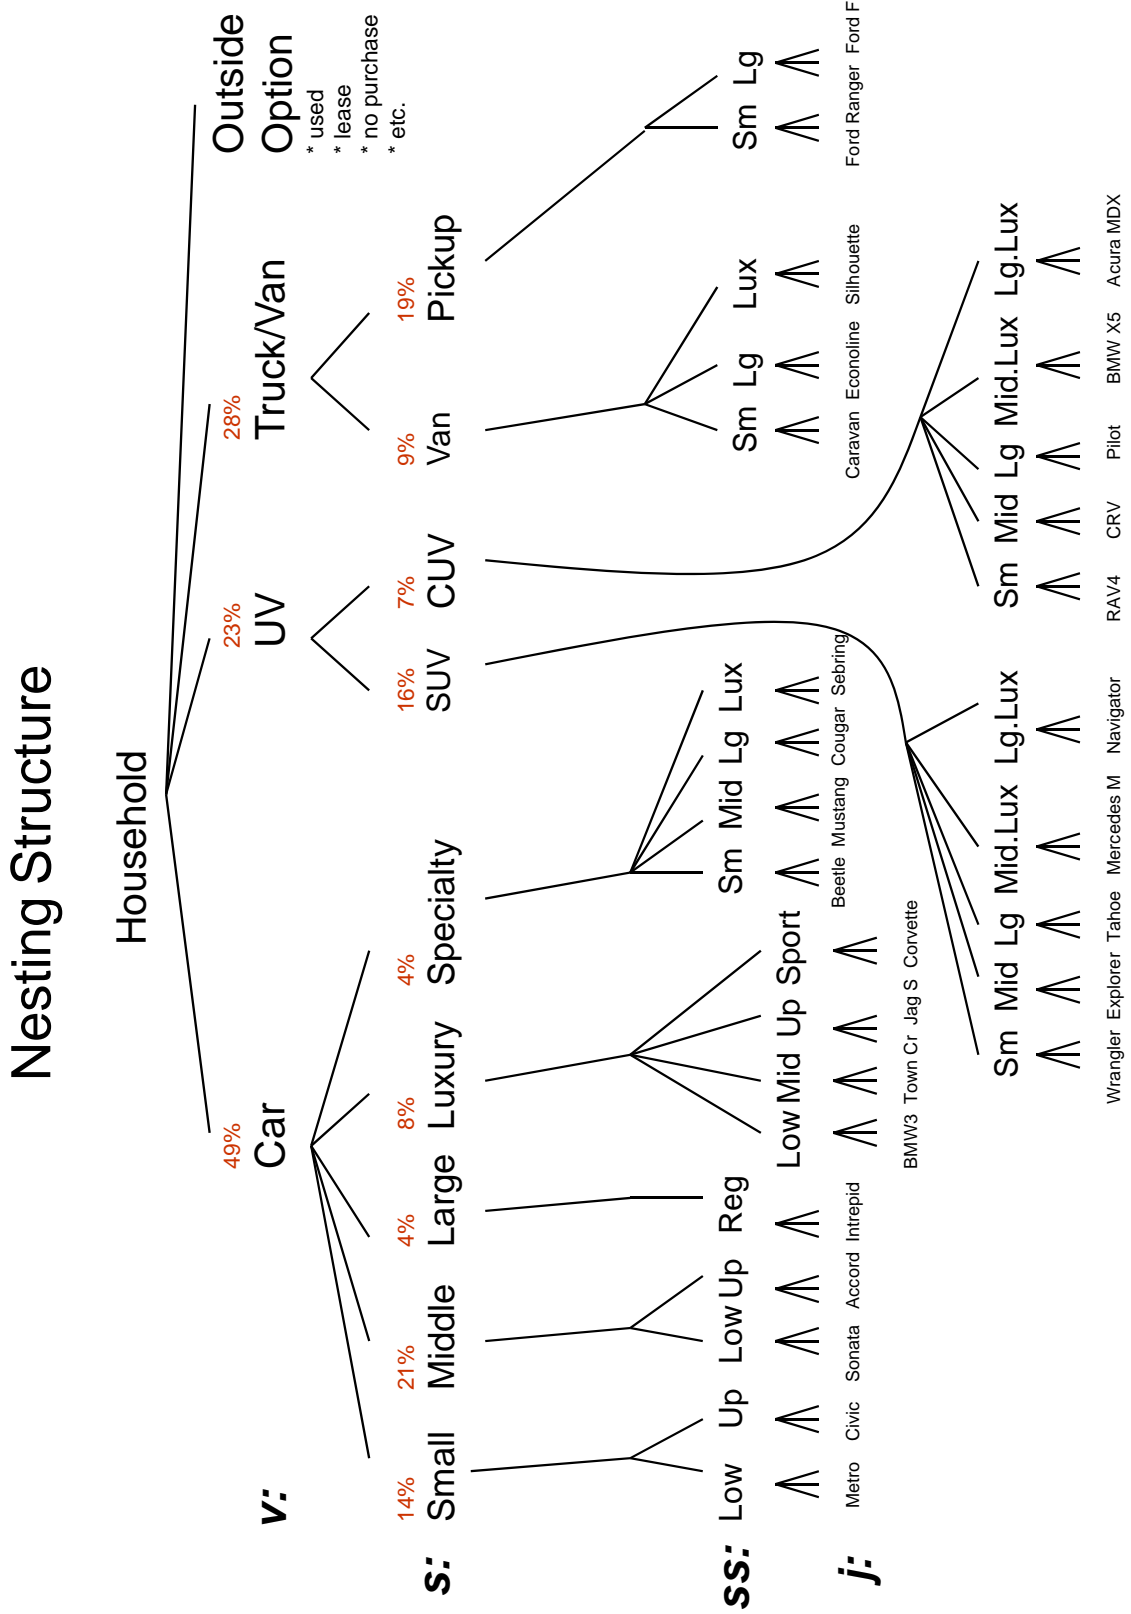 Nesting Structure
Household
v:
49%
Car
23%
UV
28%
Truck/Van
Outside
Option
* used
* lease
* no purchase
* etc.
s:
14%
Small
21%
Middle
4%
Large
8%
Luxury
4%
Specialty
16%
SUV
7%
CUV
9%
Van
19%
Pickup
ss:
Low Up Low Up Reg
Low Mid Up Sport
Sm Mid Lg Lux
Sm Lg Lux
Sm Lg
j:
Metro Civic Sonata Accord Intrepid
BMW3 Town Cr Jag S Corvette
Beetle Mustang Cougar Sebring
Caravan Econoline Silhouette
Ford Ranger Ford F
Sm Mid Lg Mid.Lux Lg.Lux
Wrangler Explorer Tahoe Mercedes M Navigator
Sm Mid Lg Mid.Lux Lg.Lux
RAV4 CRV Pilot BMW X5 Acura MDX